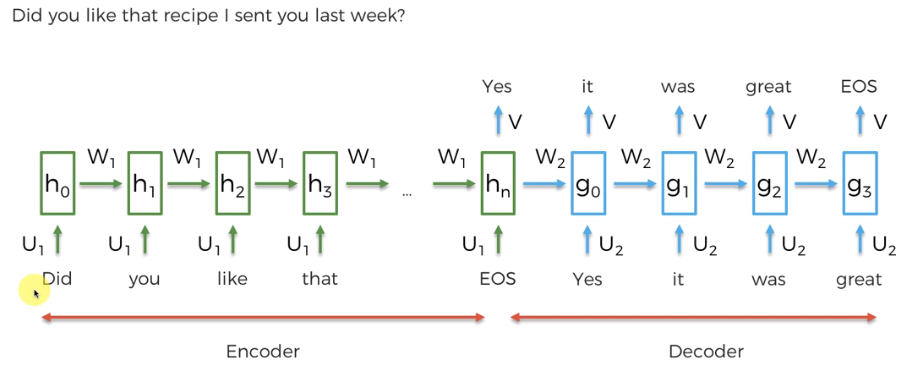 Did you like that recipe I sent you last week?
Yes it was great EOS
V V V V V
W₁ W₁ W₁ W₁ W₁ W₂ W₂ W₂ W₂
h₀ h₁ h₂ h₃ ... hₙ g₀ g₁ g₂ g₃
U₁ U₁ U₁ U₁ U₁ U₂ U₂ U₂ U₂
Did you like that EOS Yes it was great
Encoder Decoder